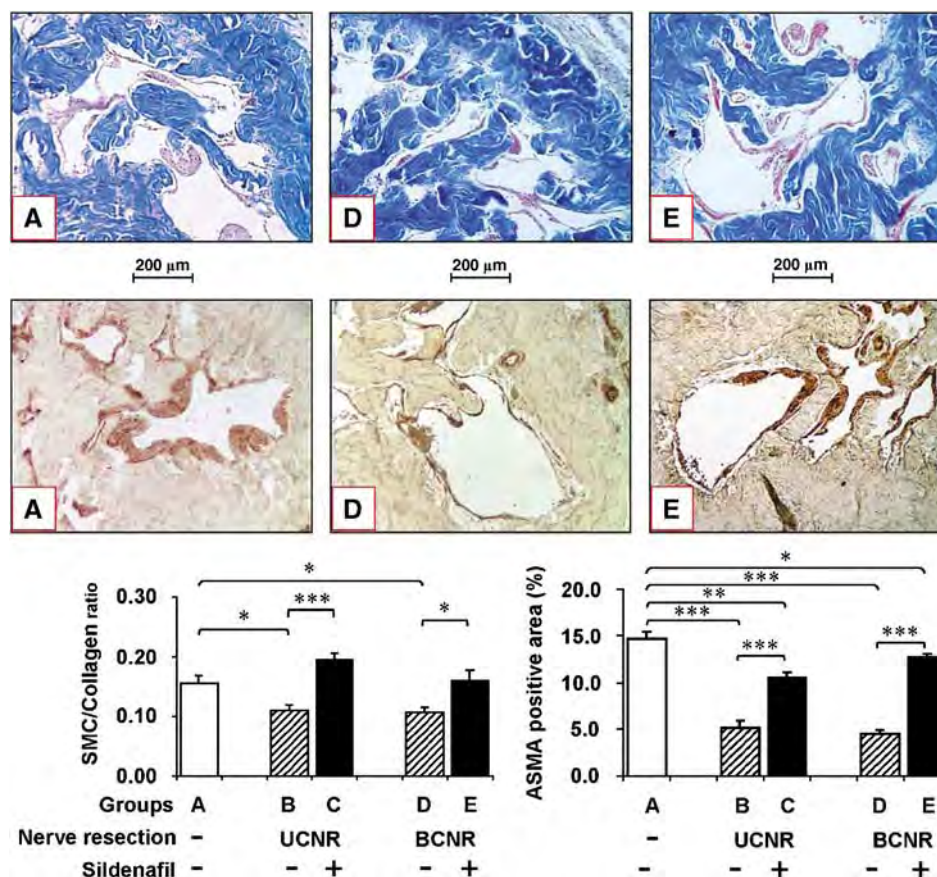 A D E
200 µm 200 µm 200 µm
A D E
SMC/Collagen ratio
0.30
0.20
0.10
0.00
* * *** *
Groups A B C D E
Nerve resection - UCNR BCNR
Sildenafil - + - +
ASMA positive area (%)
20.0
15.0
10.0
5.0
0.0
*
***
**
***
*** ***
A B C D E
- UCNR BCNR
- + - +